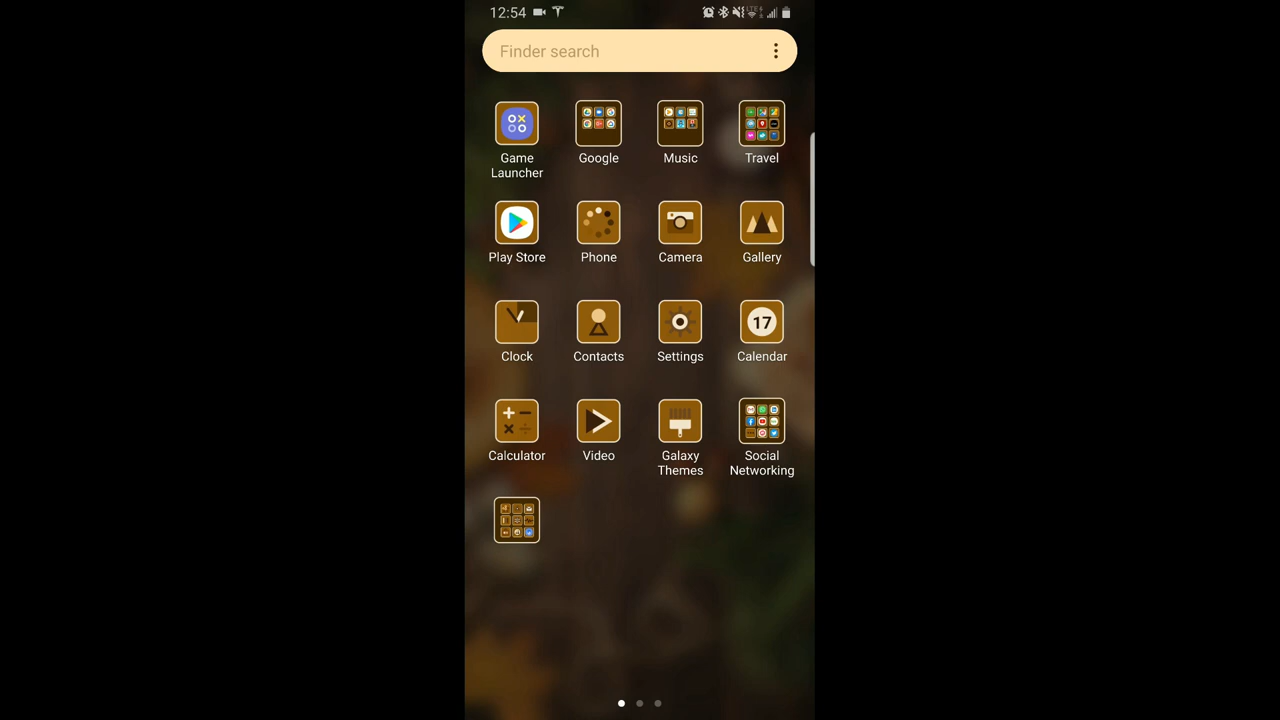 12:54
Finder search
Game Launcher
Google
Music
Travel
Play Store
Phone
Camera
Gallery
Clock
Contacts
Settings
17
Calendar
Calculator
Video
Galaxy Themes
Social Networking